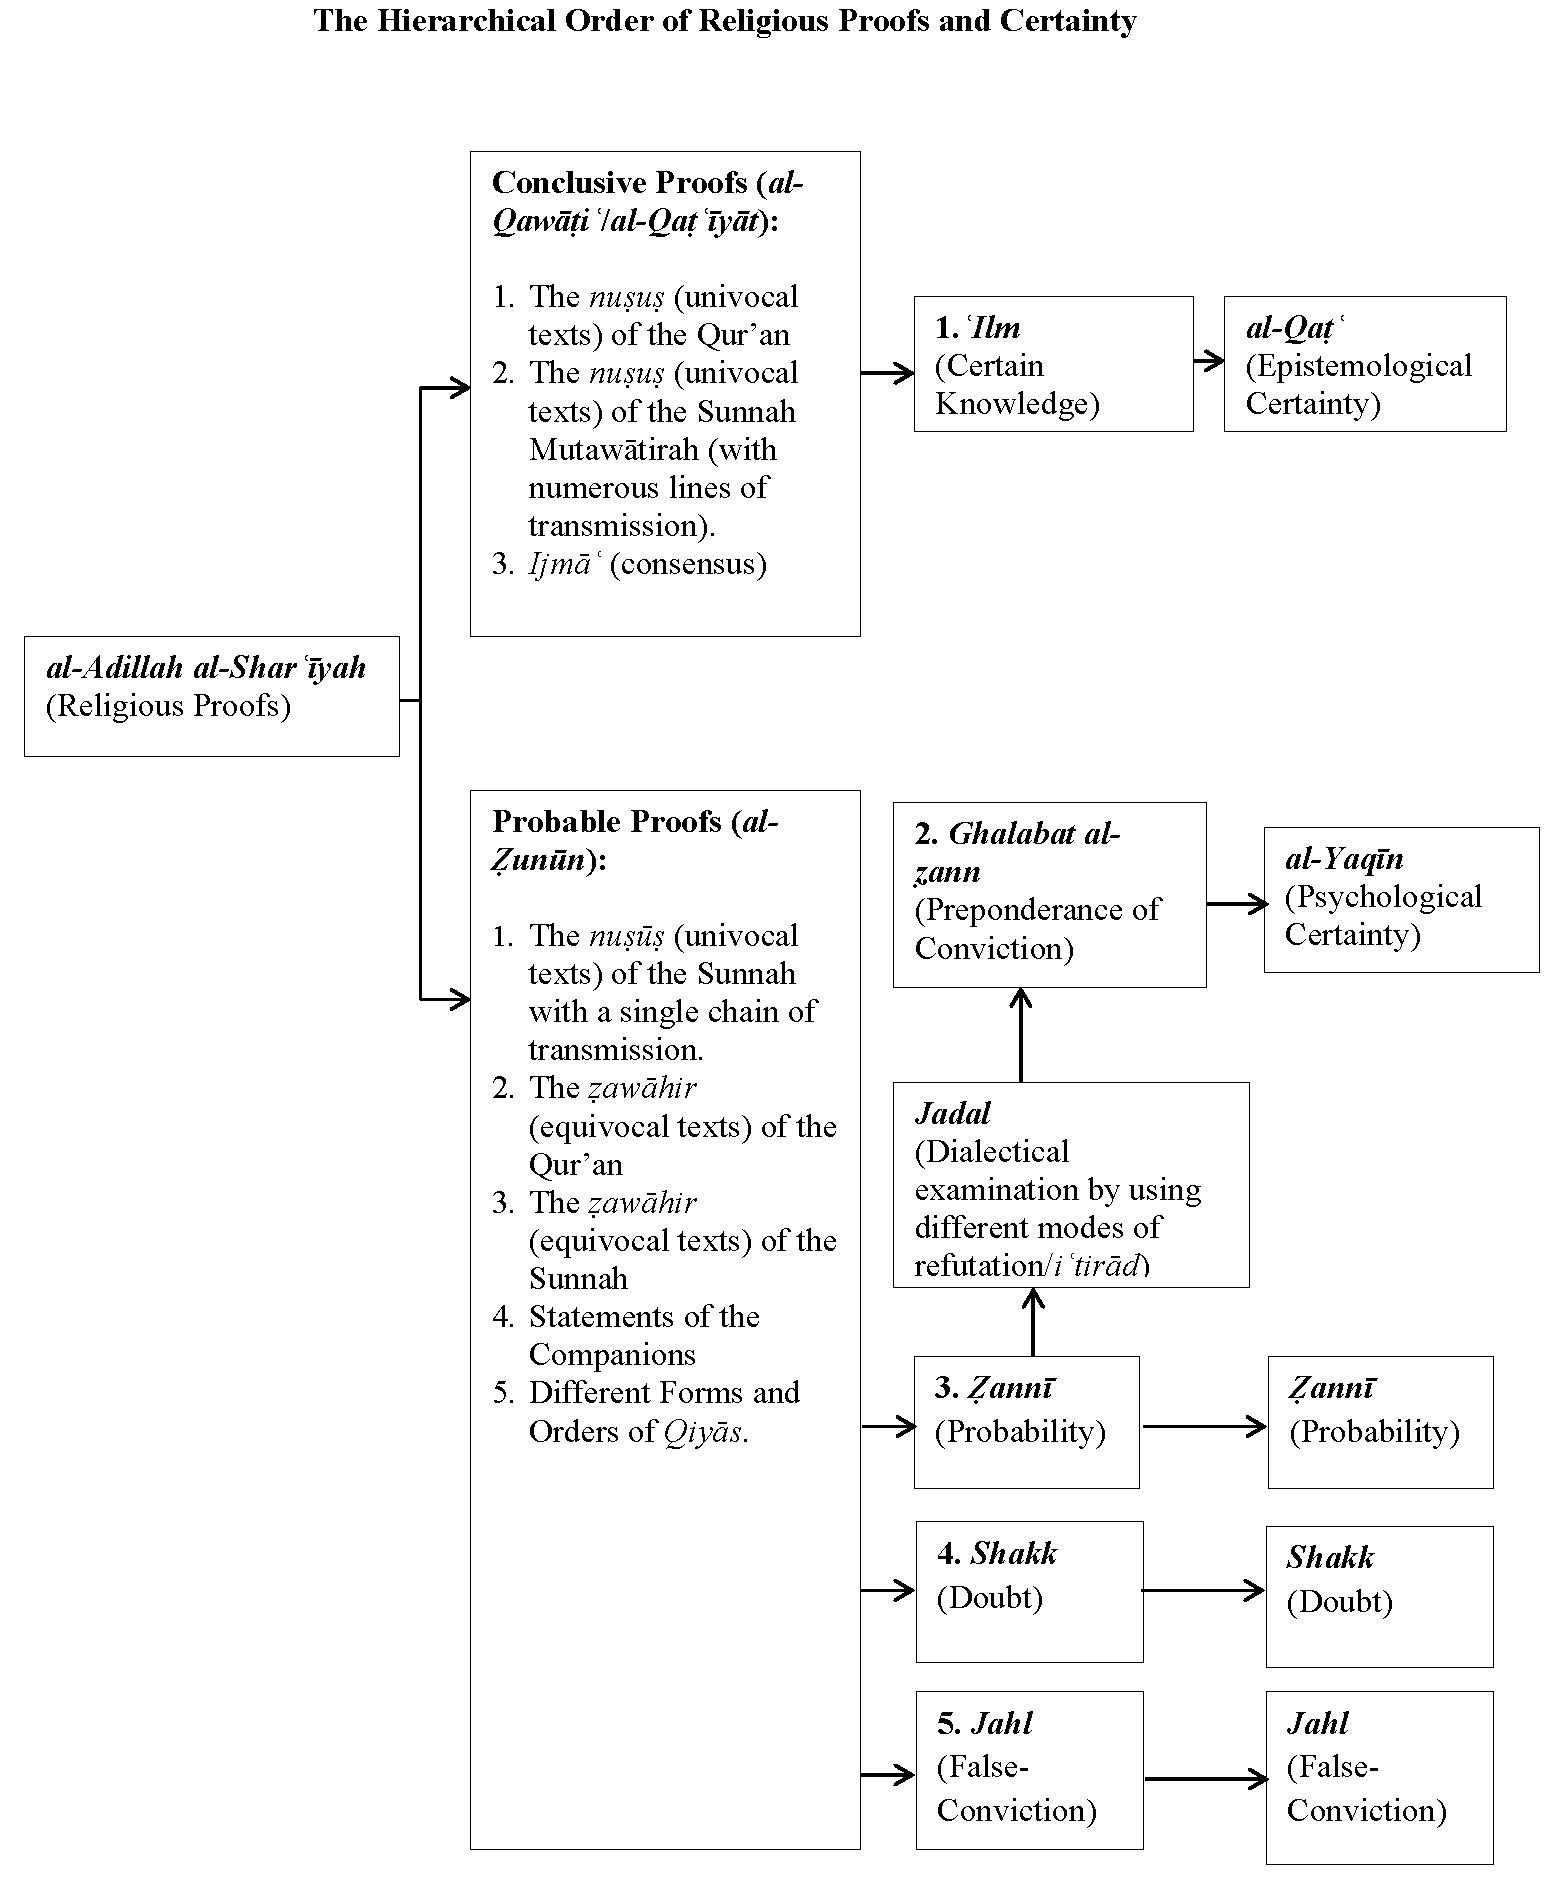 The Hierarchical Order of Religious Proofs and Certainty
Conclusive Proofs (al-
Qawāṭiʿ/al-Qaṭʿīyāt):
1. The nuṣuṣ (univocal
texts) of the Qur’an
2. The nuṣuṣ (univocal
texts) of the Sunnah
Mutawātirah (with
numerous lines of
transmission).
3. Ijmāʿ (consensus)
1. ʿIlm
(Certain
Knowledge)
al-Qaṭʿ
(Epistemological
Certainty)
al-Adillah al-Sharʿīyah
(Religious Proofs)
Probable Proofs (al-
Ẓunūn):
1. The nuṣūṣ (univocal
texts) of the Sunnah
with a single chain of
transmission.
2. The ẓawāhir
(equivocal texts) of the
Qur’an
3. The ẓawāhir
(equivocal texts) of the
Sunnah
4. Statements of the
Companions
5. Different Forms and
Orders of Qiyās.
2. Ghalabat al-
ẓann
(Preponderance of
Conviction)
al-Yaqīn
(Psychological
Certainty)
Jadal
(Dialectical
examination by using
different modes of
refutation/iʿtirād)
3. Ẓannī
(Probability)
Ẓannī
(Probability)
4. Shakk
(Doubt)
Shakk
(Doubt)
5. Jahl
(False-
Conviction)
Jahl
(False-
Conviction)